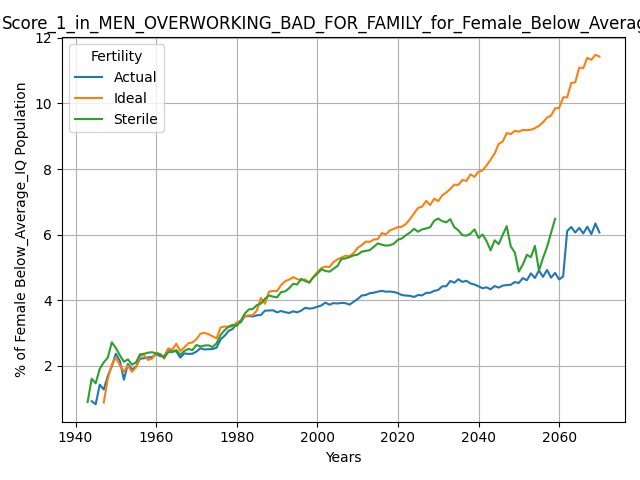 Score_1_in_MEN_OVERWORKING_BAD_FOR_FAMILY_for_Female_Below_Averag
Fertility
Actual
Ideal
Sterile
% of Female Below_Average_IQ Population
12
10
8
6
4
2
1940 1960 1980 2000 2020 2040 2060
Years